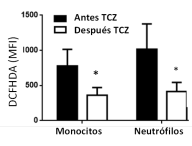 DCFHDA (MFI)
1500
1000
500
0
Antes TCZ
Después TCZ
*
*
Monocitos
Neutrófilos